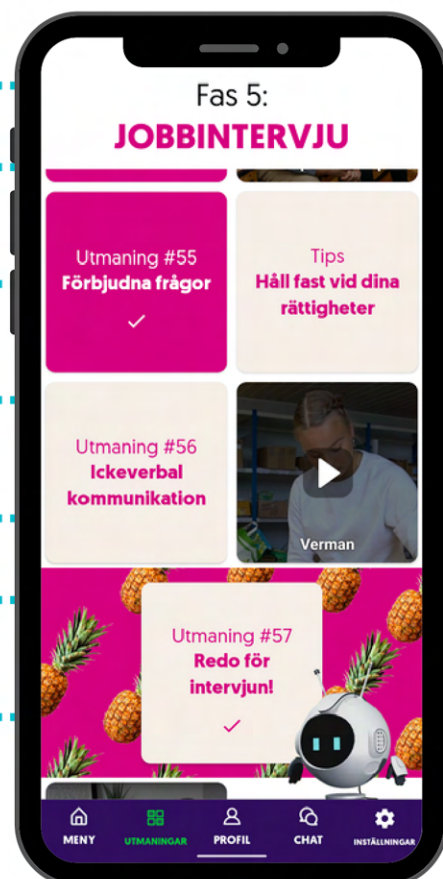 Fas 5:
JOBBINTERVJU
Utmaning #55
Förbjudna frågor
Tips
Håll fast vid dina
rättigheter
Utmaning #56
Ickeverbal
kommunikation
Verman
Utmaning #57
Redo för
intervjun!
MENY
UTMANINGAR
PROFIL
CHAT
INSTÄLLNINGAR